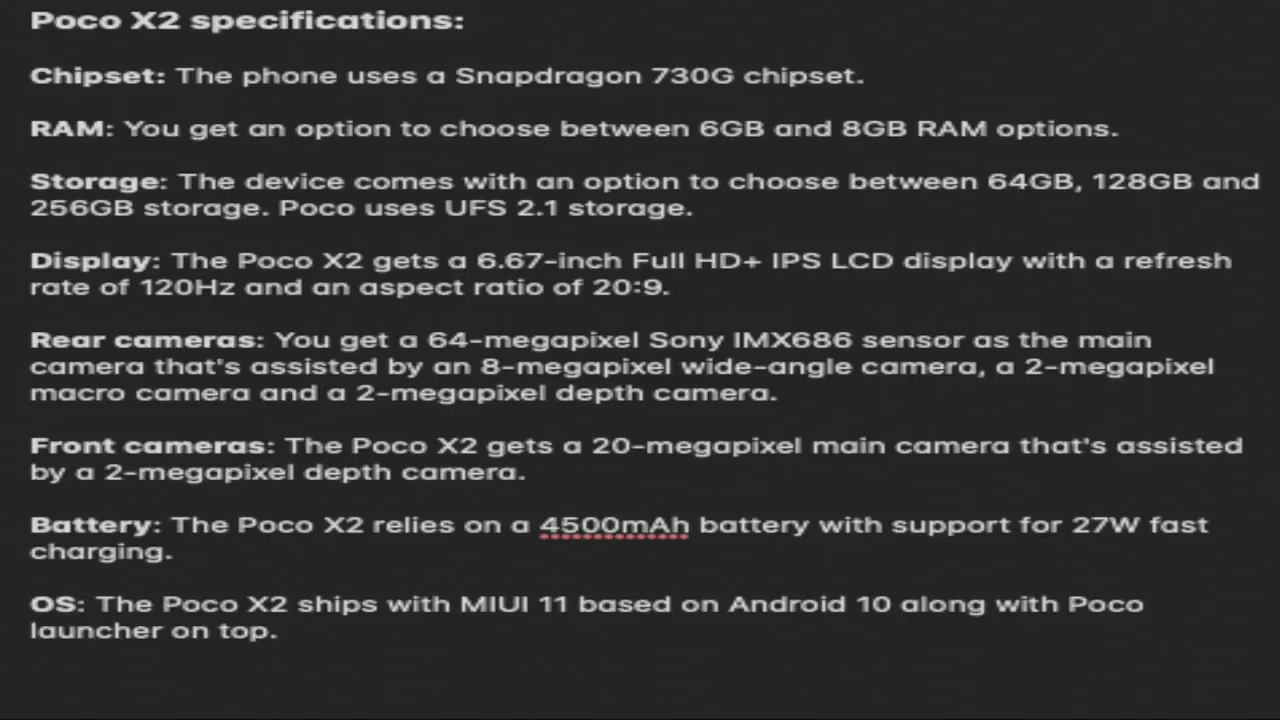 Poco X2 specifications:
Chipset: The phone uses a Snapdragon 730G chipset.
RAM: You get an option to choose between 6GB and 8GB RAM options.
Storage: The device comes with an option to choose between 64GB, 128GB and
256GB storage. Poco uses UFS 2.1 storage.
Display: The Poco X2 gets a 6.67-inch Full HD+ IPS LCD display with a refresh
rate of 120Hz and an aspect ratio of 20:9.
Rear cameras: You get a 64-megapixel Sony IMX686 sensor as the main
camera that's assisted by an 8-megapixel wide-angle camera, a 2-megapixel
macro camera and a 2-megapixel depth camera.
Front cameras: The Poco X2 gets a 20-megapixel main camera that's assisted
by a 2-megapixel depth camera.
Battery: The Poco X2 relies on a 4500mAh battery with support for 27W fast
charging.
OS: The Poco X2 ships with MIUI 11 based on Android 10 along with Poco
launcher on top.